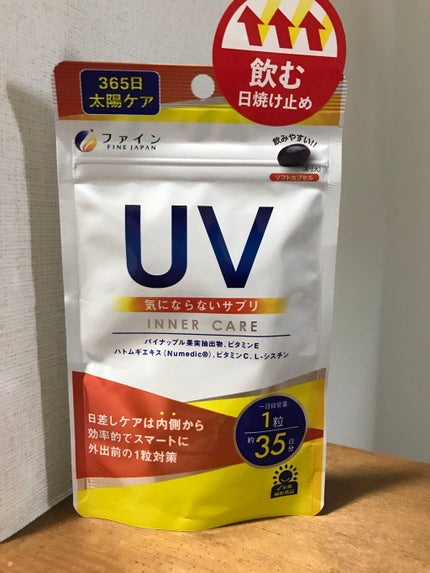 飲む
日焼け止め
365日
太陽ケア
ファイン
FINE JAPAN
飲みやすい!!
ソフトカプセル
UV
気にならないサプリ
INNER CARE
パイナップル果実抽出物、ビタミンE
ハトムギエキス(Numedic®)、ビタミンC、L-シスチン
日差しケアは内側から
効率的でスマートに
外出前の1粒対策
一日目安量
1粒
約35日分
栄養
補助食品